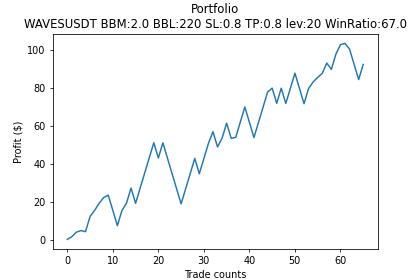 Portfolio
WAVESUSDT BBM:2.0 BBL:220 SL:0.8 TP:0.8 lev:20 WinRatio:67.0
100
80
60
40
20
0
Profit ($)
0 10 20 30 40 50 60
Trade counts